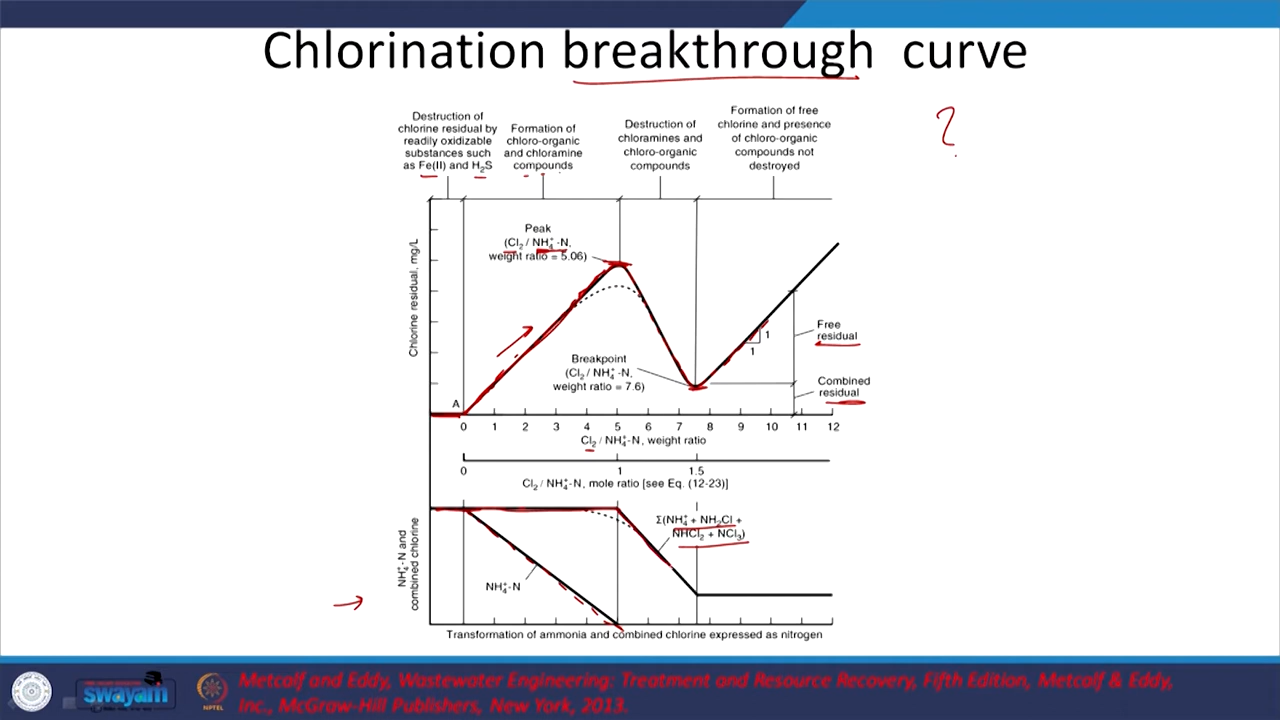 Chlorination breakthrough curve
?
Destruction of
chlorine residual by
readily oxidizable
substances such
as Fe(II) and H₂S
Formation of
chloro-organic
and chloramine
compounds
Destruction of
chloramines and
chloro-organic
compounds
Formation of free
chlorine and presence
of chloro-organic
compounds not
destroyed
Chlorine residual, mg/L
Peak
(Cl₂ / NH₄⁺-N,
weight ratio = 5.06)
Breakpoint
(Cl₂ / NH₄⁺-N,
weight ratio = 7.6)
1
1
Free
residual
Combined
residual
A
0 1 2 3 4 5 6 7 8 9 10 11 12
Cl₂ / NH₄⁺-N, weight ratio
0 1 1.5
Cl₂ / NH₄⁺-N, mole ratio [see Eq. (12-23)]
NH₄⁺-N and
combined chlorine
Σ(NH₄⁺ + NH₂Cl +
NHCl₂ + NCl₃)
NH₄⁺-N
Transformation of ammonia and combined chlorine expressed as nitrogen
swayam
NPTEL
Metcalf and Eddy, Wastewater Engineering: Treatment and Resource Recovery, Fifth Edition, Metcalf & Eddy,
Inc., McGraw-Hill Publishers, New York, 2013.